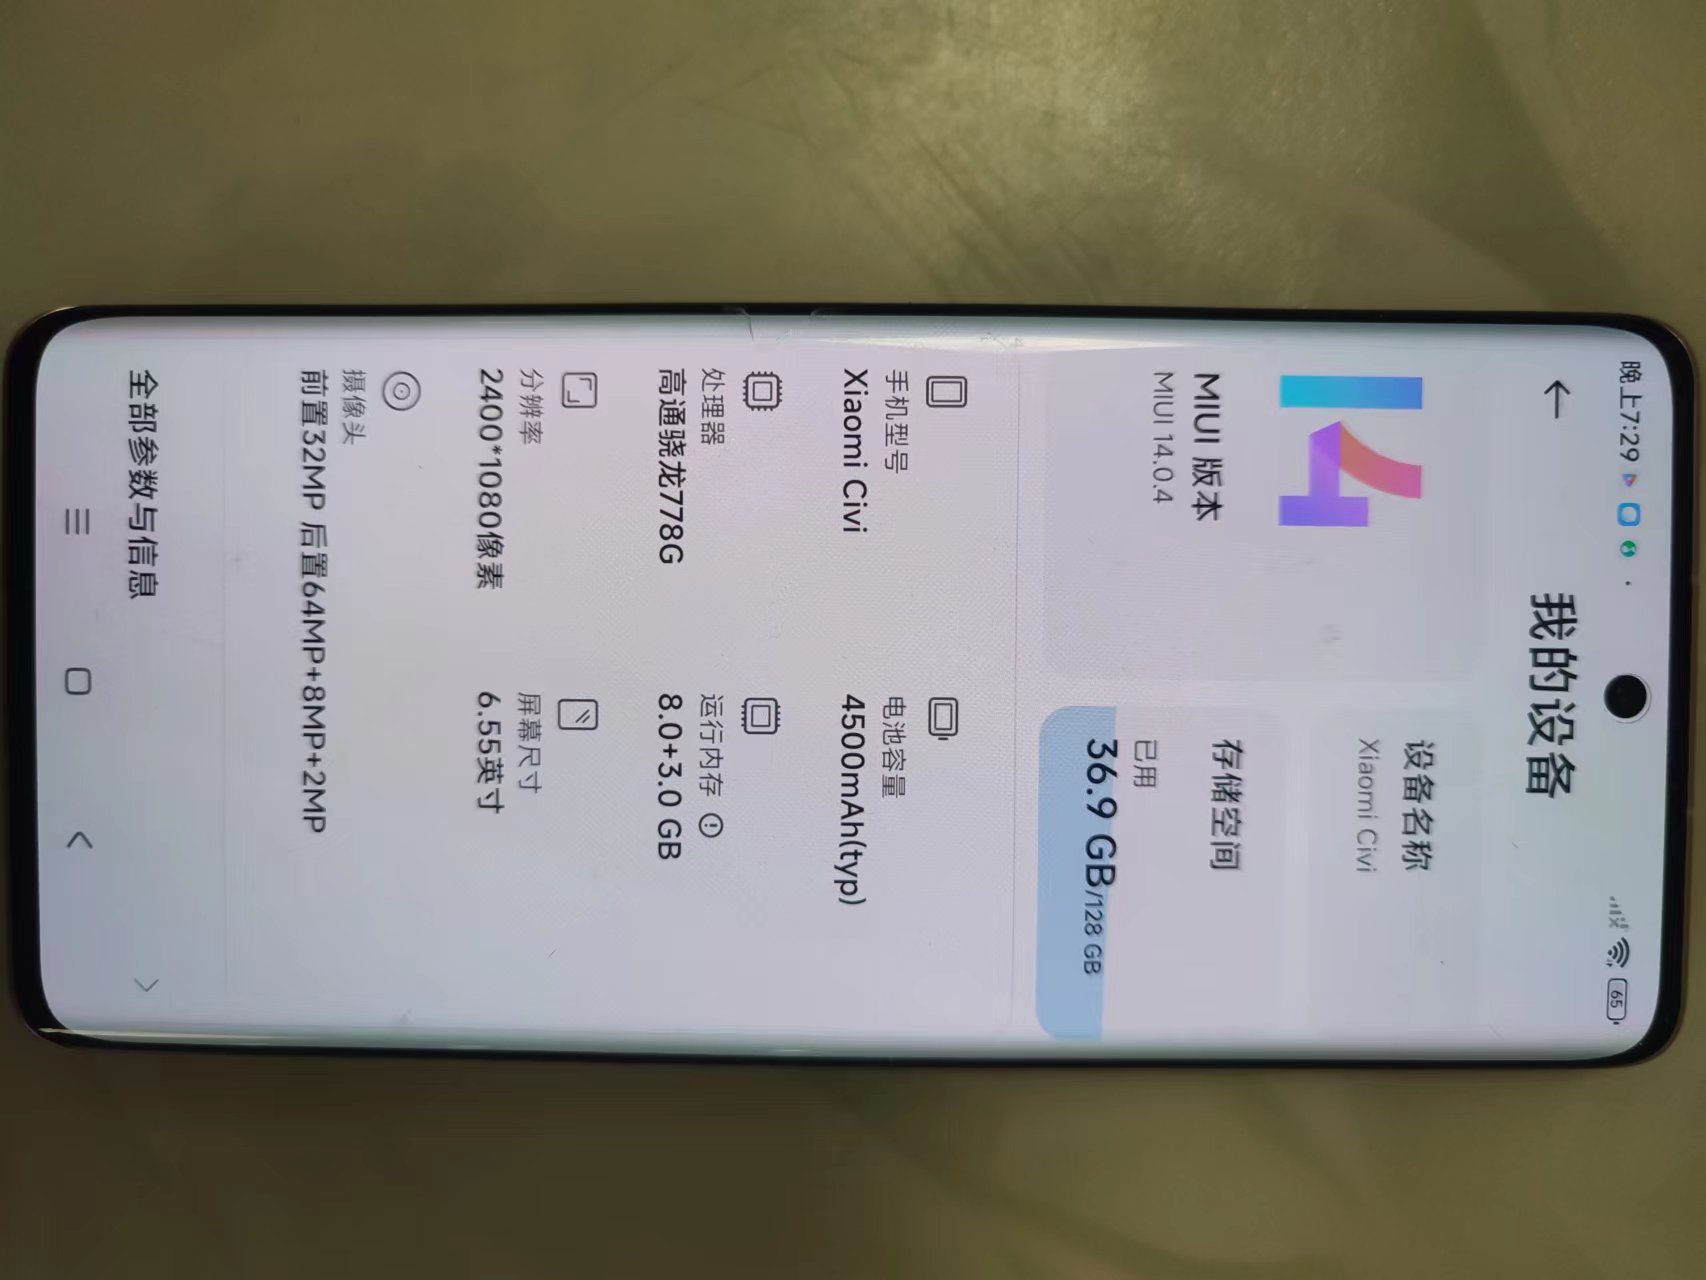 晚上7:29
65
我的设备
14
MIUI 版本
MIUI 14.0.4
设备名称
Xiaomi Civi
存储空间
已用
36.9 GB/128 GB
手机型号
Xiaomi Civi
电池容量
4500mAh(typ)
处理器
高通骁龙778G
运行内存
8.0+3.0 GB
分辨率
2400*1080像素
屏幕尺寸
6.55英寸
摄像头
前置32MP 后置64MP+8MP+2MP
全部参数与信息